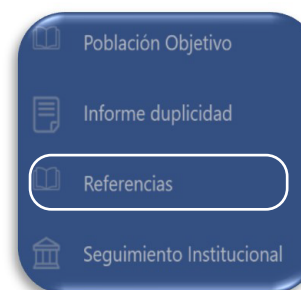 Población Objetivo
Informe duplicidad
Referencias
Seguimiento Institucional